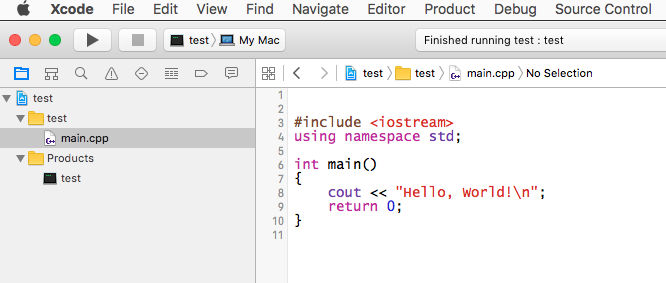 Xcode File Edit View Find Navigate Editor Product Debug Source Control
test My Mac Finished running test : test
test test main.cpp No Selection
test
test
main.cpp
Products
test
1
2
3 #include <iostream>
4 using namespace std;
5
6 int main()
7 {
8     cout << "Hello, World!\n";
9     return 0;
10 }
11